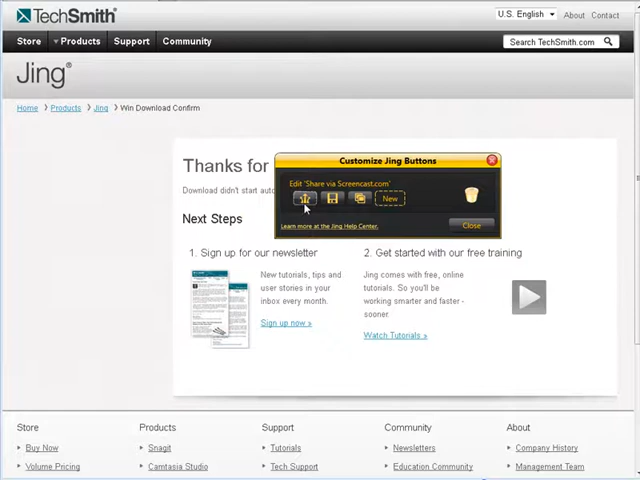 TechSmith®
U.S. English
About
Contact
Store
Products
Support
Community
Search TechSmith.com
Jing®
Home
Products
Jing
Win Download Confirm
Thanks for
Download didn't start auto
Customize Jing Buttons
Edit 'Share via Screencast.com'
New
Learn more at the Jing Help Center.
Close
Next Steps
1. Sign up for our newsletter
New tutorials, tips and
user stories in your
inbox every month.
Sign up now »
2. Get started with our free training
Jing comes with free, online
tutorials. So you'll be
working smarter and faster -
sooner.
Watch Tutorials »
Store
Products
Support
Community
About
Buy Now
Snagit
Tutorials
Newsletters
Company History
Volume Pricing
Camtasia Studio
Tech Support
Education Community
Management Team